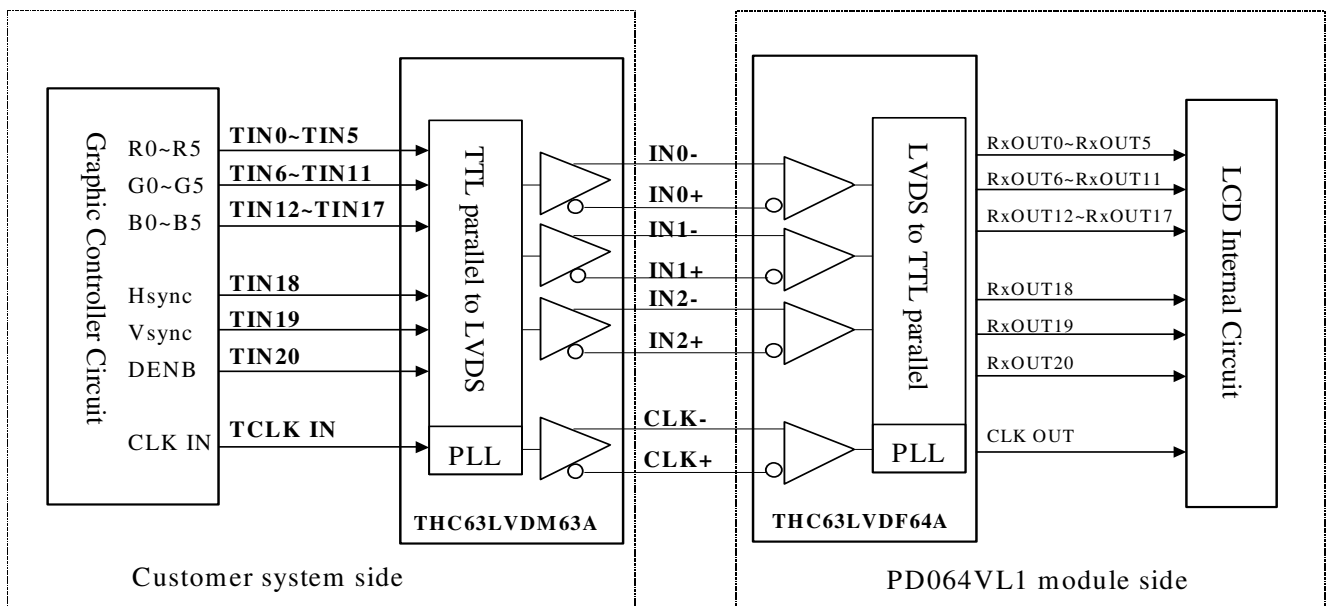 Graphic Controller Circuit
R0~R5
G0~G5
B0~B5
Hsync
Vsync
DENB
CLK IN
TIN0~TIN5
TIN6~TIN11
TIN12~TIN17
TIN18
TIN19
TIN20
TCLK IN
TTL parallel to LVDS
PLL
THC63LVDM63A
IN0-
IN0+
IN1-
IN1+
IN2-
IN2+
CLK-
CLK+
LVDS to TTL parallel
PLL
THC63LVDF64A
RxOUT0~RxOUT5
RxOUT6~RxOUT11
RxOUT12~RxOUT17
RxOUT18
RxOUT19
RxOUT20
CLK OUT
LCD Internal Circuit
Customer system side
PD064VL1 module side